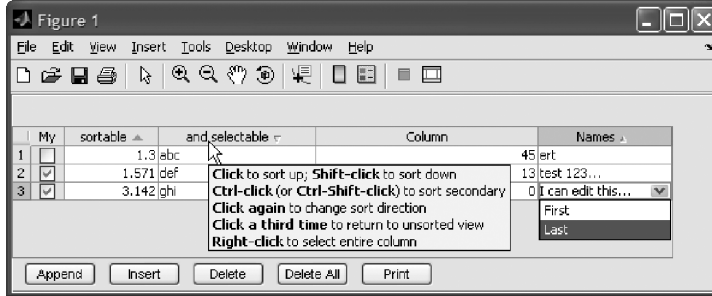 Figure 1
File Edit View Insert Tools Desktop Window Help
My sortable and selectable Column Names
1 1.3 abc 45 ert
2 1.571 def 13 test 123...
3 3.142 ghi 0 I can edit this...
Click to sort up; Shift-click to sort down
Ctrl-click (or Ctrl-Shift-click) to sort secondary
Click again to change sort direction
Click a third time to return to unsorted view
Right-click to select entire column
First
Last
Append Insert Delete Delete All Print